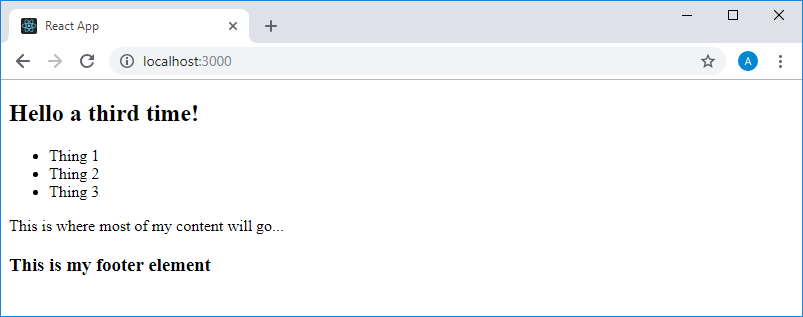 React App
localhost:3000
A
Hello a third time!
Thing 1
Thing 2
Thing 3
This is where most of my content will go...
This is my footer element